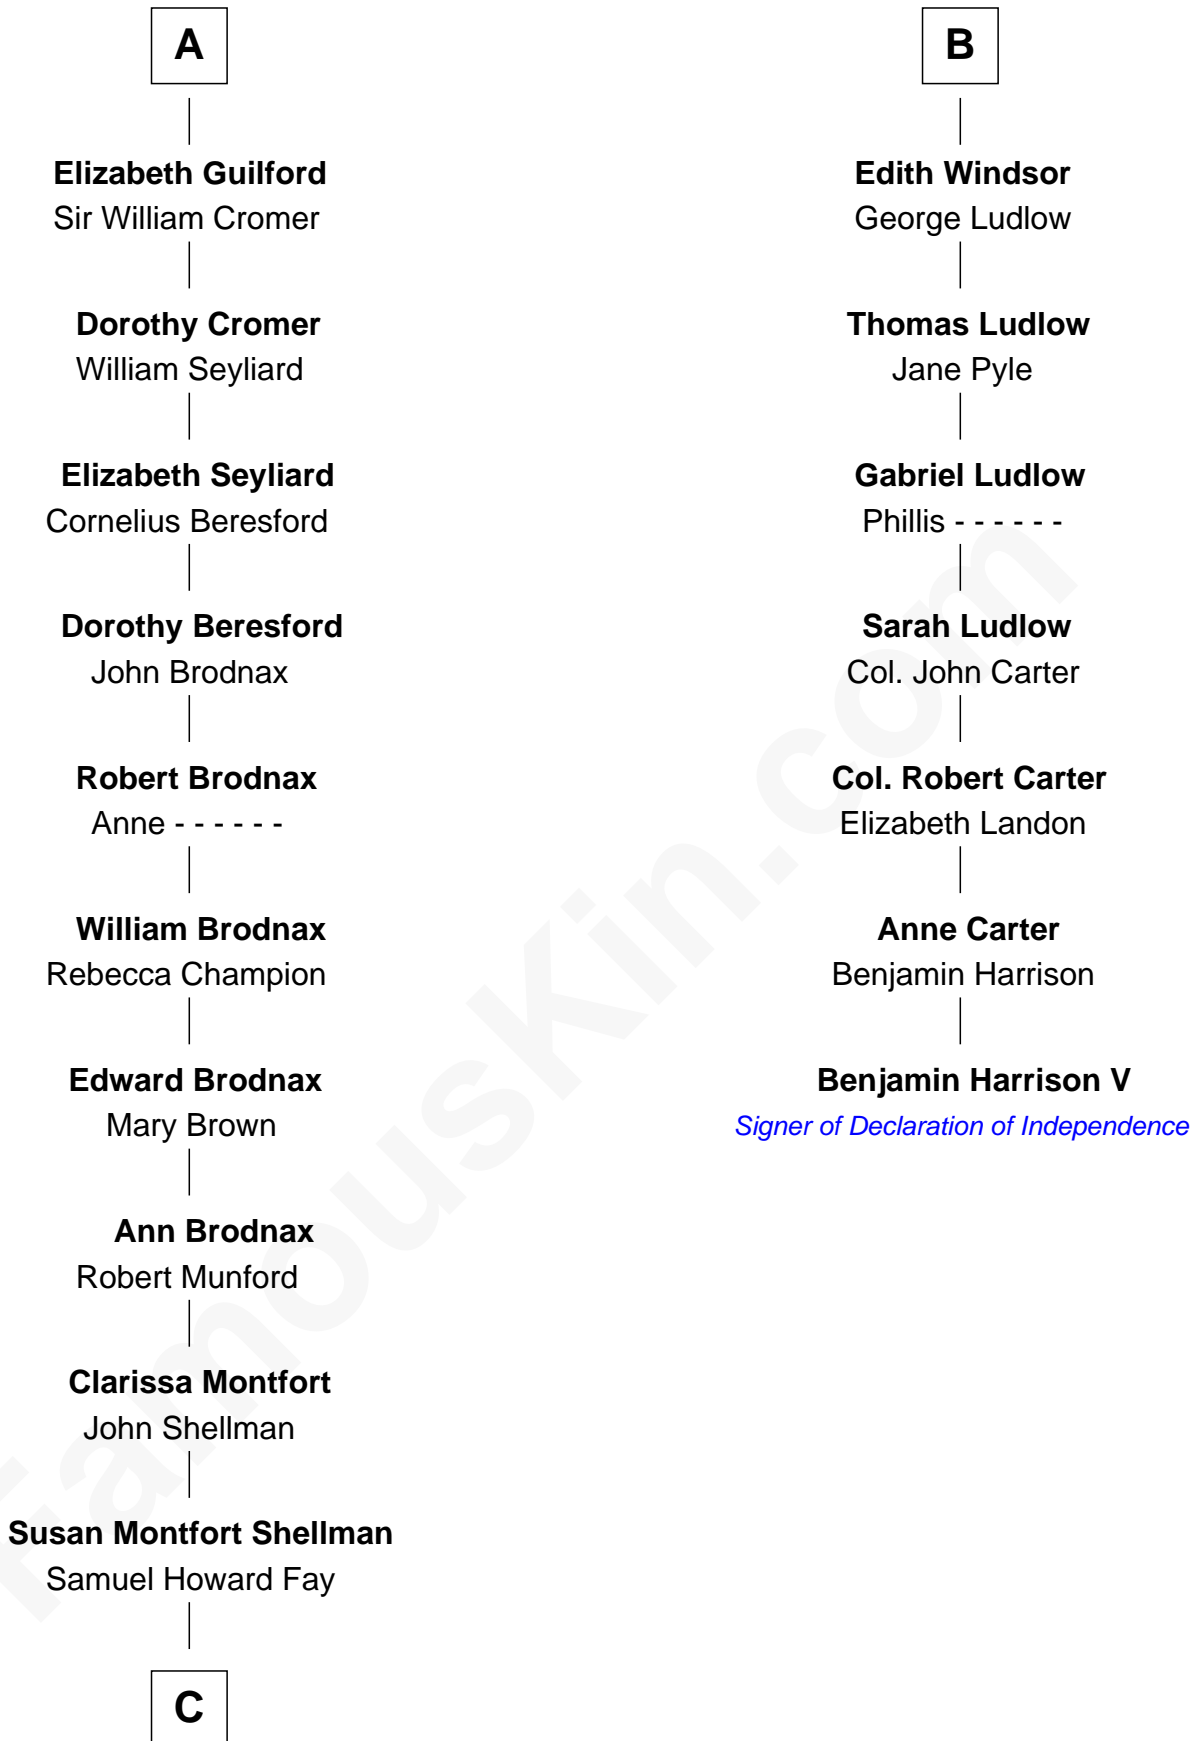 A
Elizabeth Guilford
Sir William Cromer
Dorothy Cromer
William Seyliard
Elizabeth Seyliard
Cornelius Beresford
Dorothy Beresford
John Brodnax
Robert Brodnax
Anne - - - - - -
William Brodnax
Rebecca Champion
Edward Brodnax
Mary Brown
Ann Brodnax
Robert Munford
Clarissa Montfort
John Shellman
Susan Montfort Shellman
Samuel Howard Fay
C
B
Edith Windsor
George Ludlow
Thomas Ludlow
Jane Pyle
Gabriel Ludlow
Phillis - - - - - -
Sarah Ludlow
Col. John Carter
Col. Robert Carter
Elizabeth Landon
Anne Carter
Benjamin Harrison
Benjamin Harrison V
Signer of Declaration of Independence
FamousKin.com